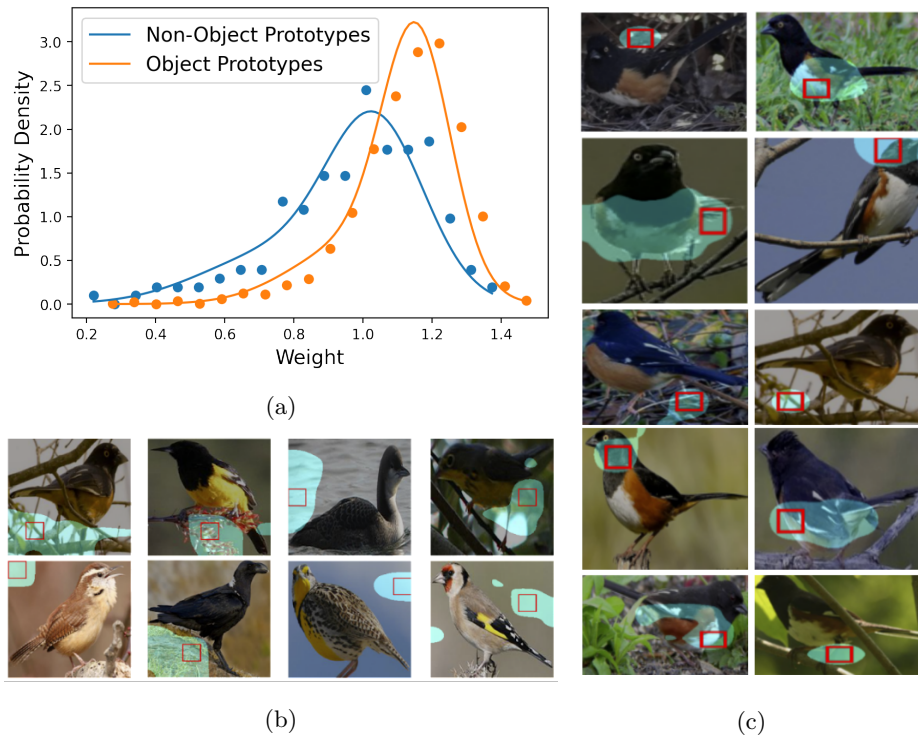 Non-Object Prototypes
Object Prototypes
Probability Density
3.0
2.5
2.0
1.5
1.0
0.5
0.0
0.2
0.4
0.6
0.8
1.0
1.2
1.4
Weight
(a)
(b)
(c)